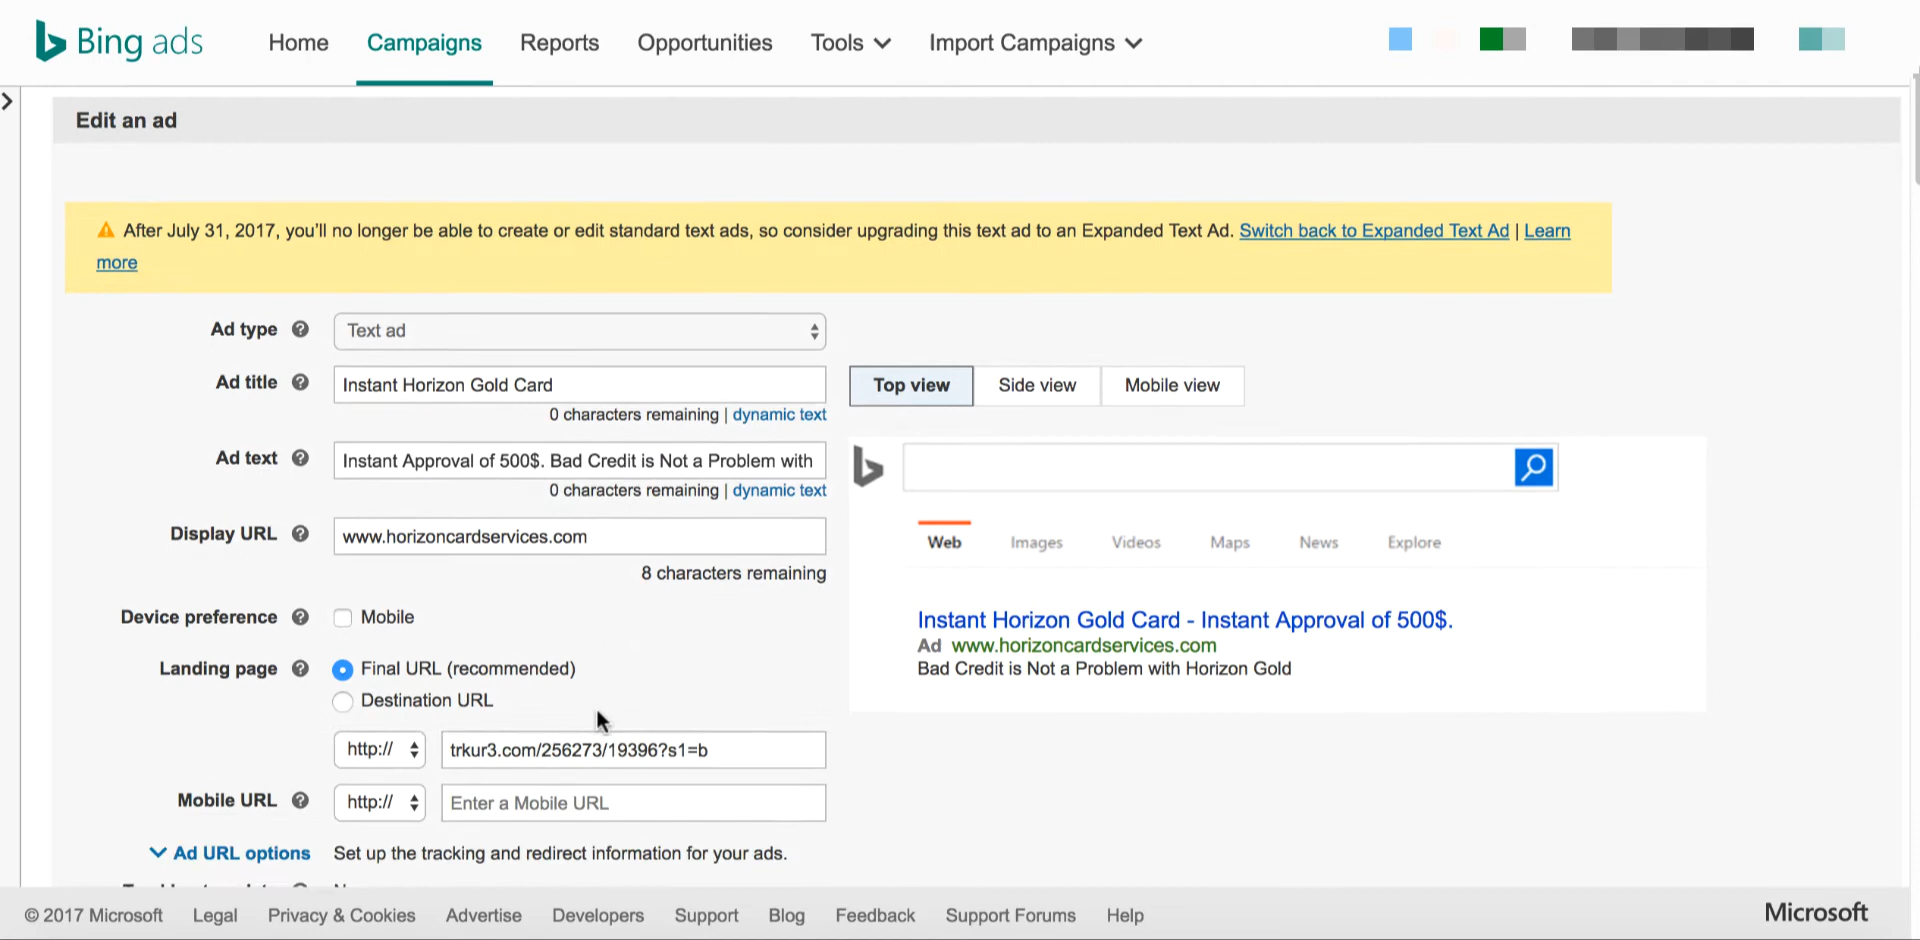 Bing ads
Home Campaigns Reports Opportunities Tools Import Campaigns
Edit an ad
After July 31, 2017, you'll no longer be able to create or edit standard text ads, so consider upgrading this text ad to an Expanded Text Ad. Switch back to Expanded Text Ad | Learn
more
Ad type Text ad
Ad title Instant Horizon Gold Card
0 characters remaining | dynamic text
Top view Side view Mobile view
Ad text Instant Approval of 500$. Bad Credit is Not a Problem with
0 characters remaining | dynamic text
Display URL www.horizoncardservices.com
8 characters remaining
Web Images Videos Maps News Explore
Instant Horizon Gold Card - Instant Approval of 500$.
Ad www.horizoncardservices.com
Bad Credit is Not a Problem with Horizon Gold
Device preference Mobile
Landing page Final URL (recommended)
Destination URL
http:// trkur3.com/256273/19396?s1=b
Mobile URL http:// Enter a Mobile URL
Ad URL options Set up the tracking and redirect information for your ads.
© 2017 Microsoft Legal Privacy & Cookies Advertise Developers Support Blog Feedback Support Forums Help Microsoft